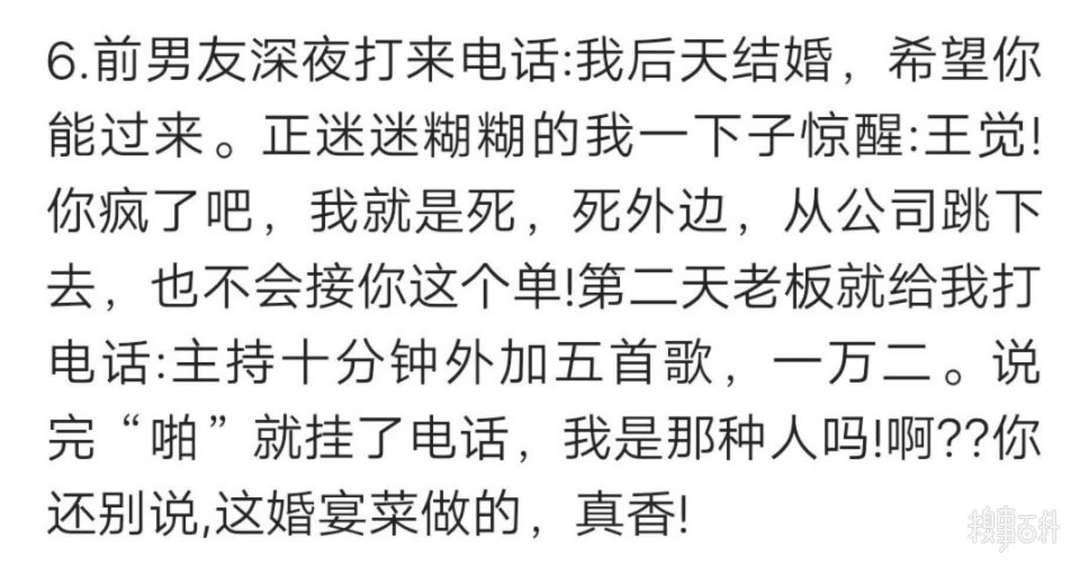 6.前男友深夜打来电话:我后天结婚，希望你
能过来。正迷迷糊糊的我一下子惊醒:王觉!
你疯了吧，我就是死，死外边，从公司跳下
去，也不会接你这个单!第二天老板就给我打
电话:主持十分钟外加五首歌，一万二。说
完“啪”就挂了电话，我是那种人吗!啊??你
还别说,这婚宴菜做的，真香!
糗事百科